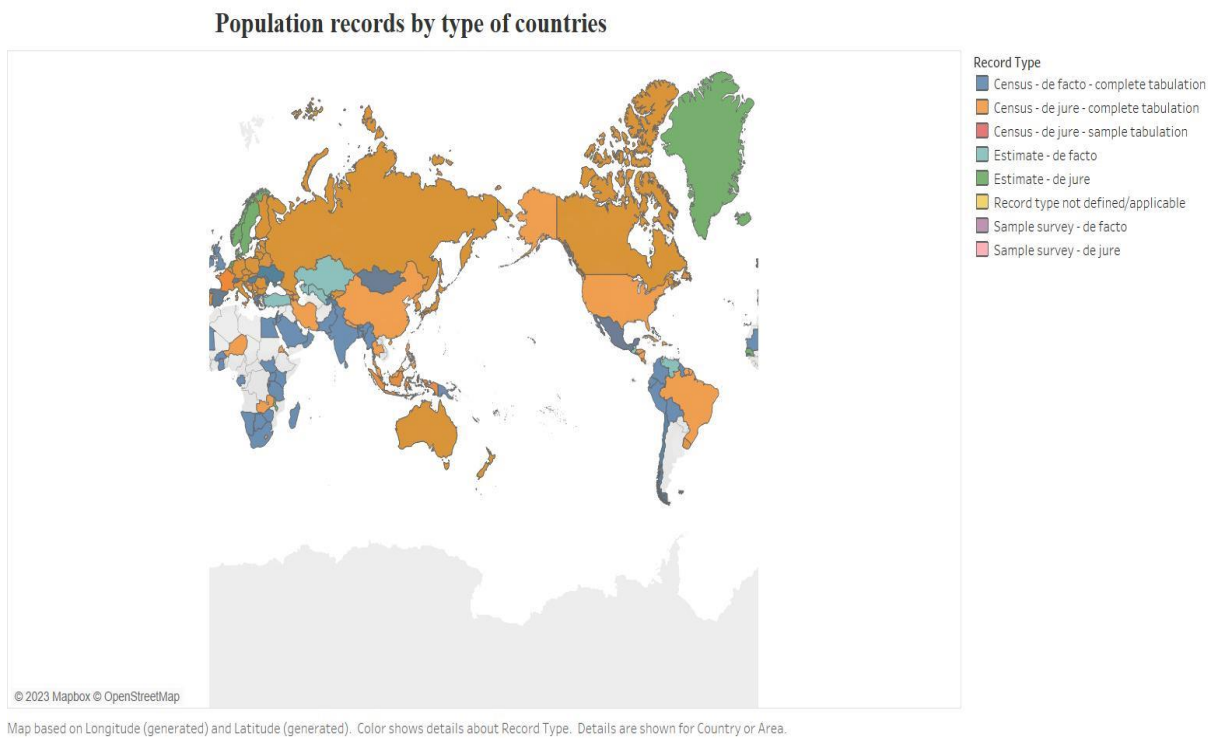 Population records by type of countries
Record Type
Census - de facto - complete tabulation
Census - de jure - complete tabulation
Census - de jure - sample tabulation
Estimate - de facto
Estimate - de jure
Record type not defined/applicable
Sample survey - de facto
Sample survey - de jure
© 2023 Mapbox © OpenStreetMap
Map based on Longitude (generated) and Latitude (generated). Color shows details about Record Type. Details are shown for Country or Area.